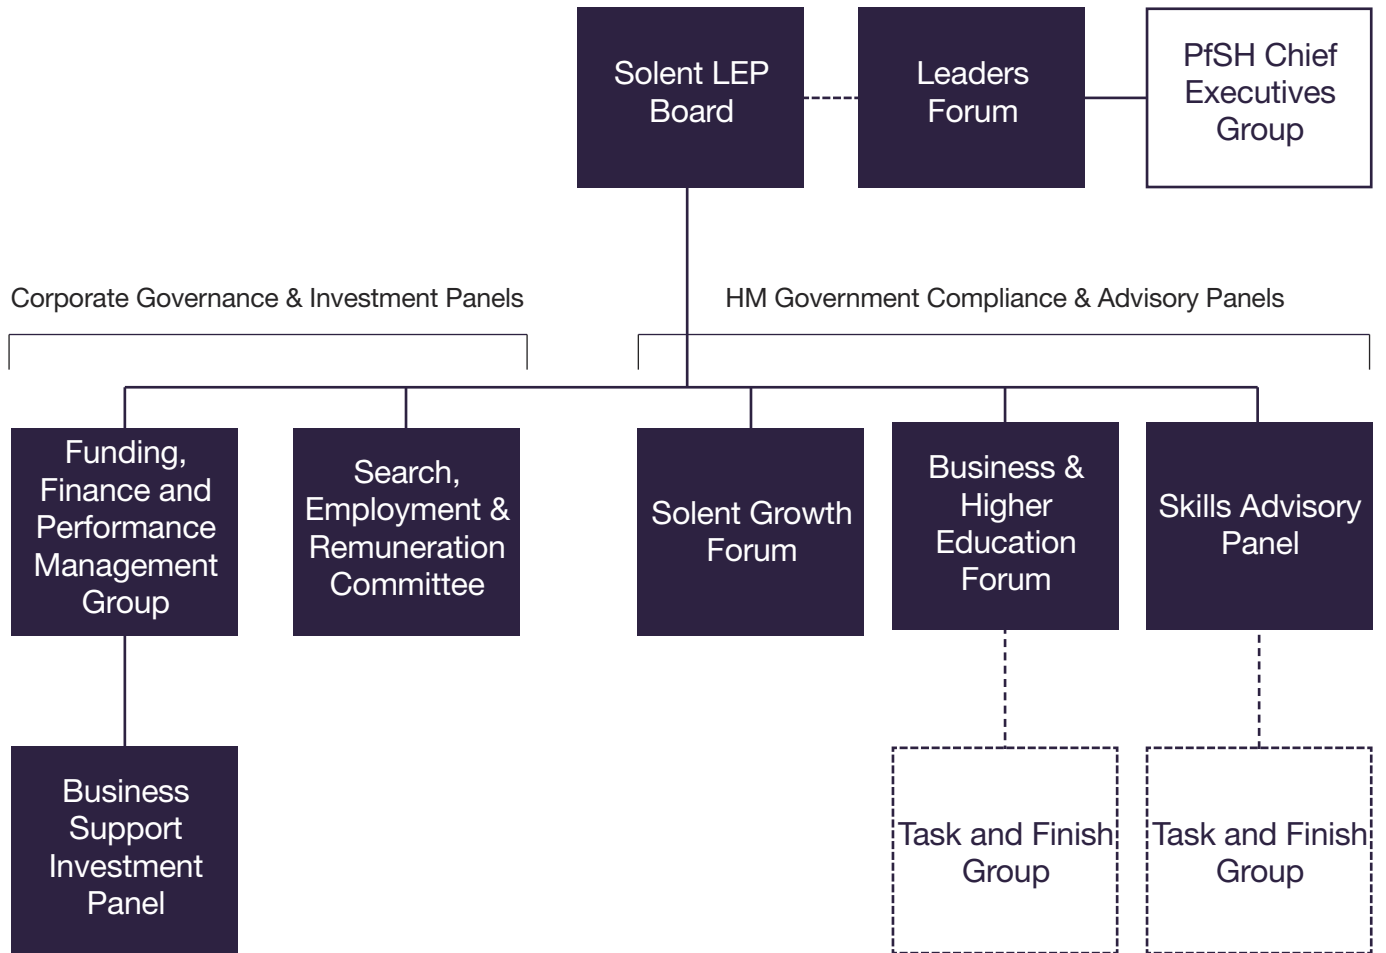 Solent LEP
Board
Leaders
Forum
PfSH Chief
Executives
Group
Corporate Governance & Investment Panels
HM Government Compliance & Advisory Panels
Funding,
Finance and
Performance
Management
Group
Search,
Employment &
Remuneration
Committee
Solent Growth
Forum
Business &
Higher
Education
Forum
Skills Advisory
Panel
Business
Support
Investment
Panel
Task and Finish
Group
Task and Finish
Group